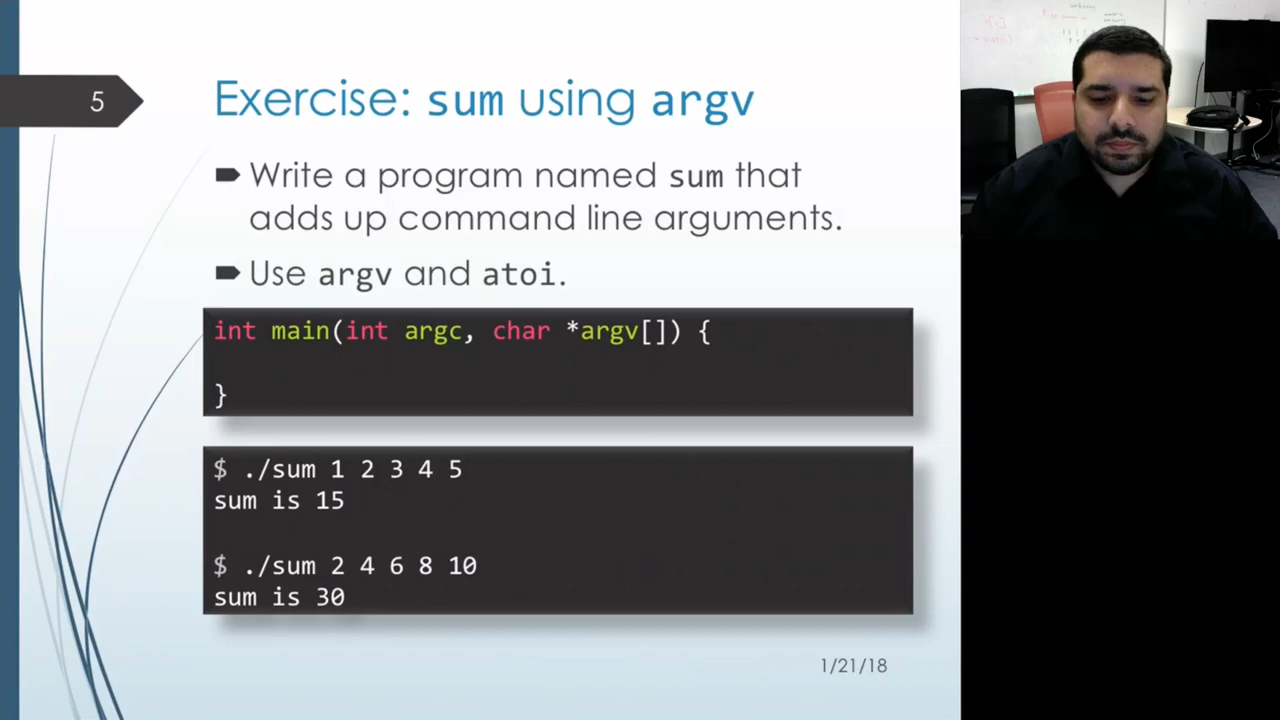 5
Exercise: sum using argv
Write a program named sum that
adds up command line arguments.
Use argv and atoi.
int main(int argc, char *argv[]) {
}
$ ./sum 1 2 3 4 5
sum is 15
$ ./sum 2 4 6 8 10
sum is 30
1/21/18